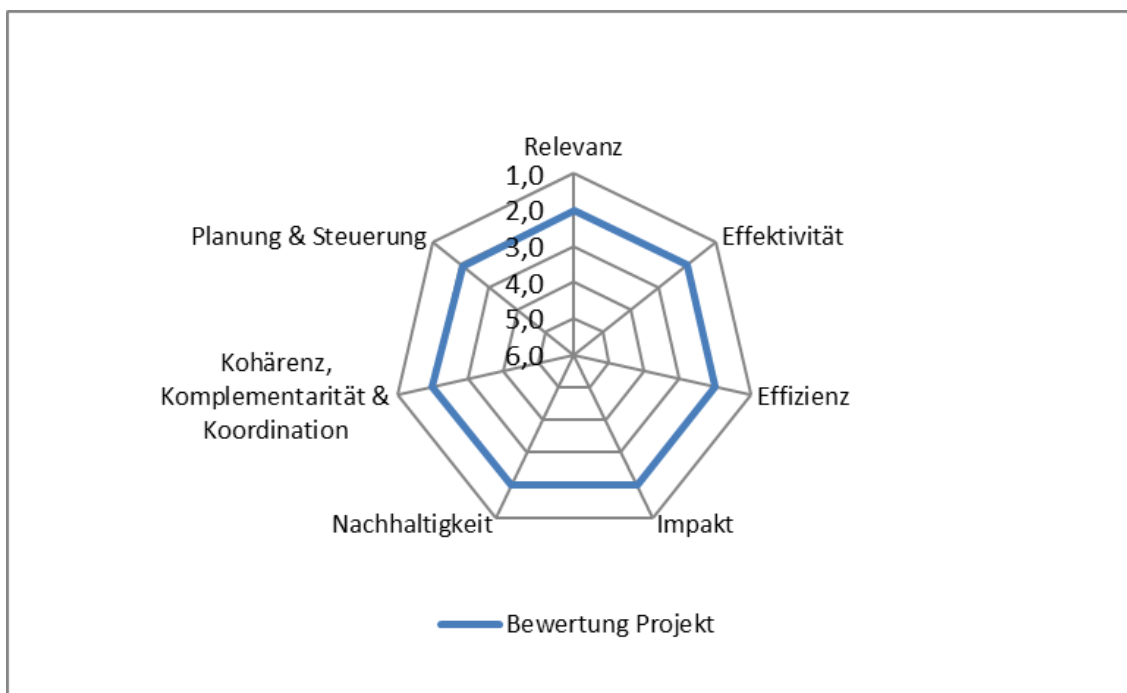 Relevanz
1,0
2,0
3,0
4,0
5,0
6,0
Effektivität
Effizienz
Impakt
Nachhaltigkeit
Kohärenz,
Komplementarität &
Koordination
Planung & Steuerung
Bewertung Projekt